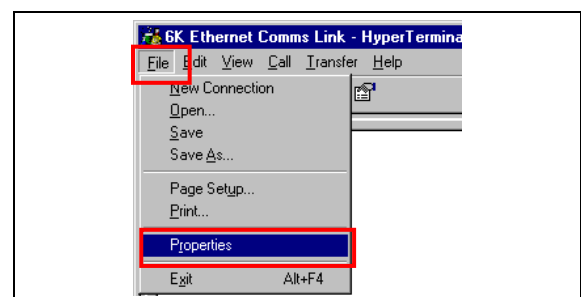 6K Ethernet Comms Link - HyperTermina
File Edit View Call Transfer Help
New Connection
Open...
Save
Save As...
Page Setup...
Print...
Properties
Exit Alt+F4